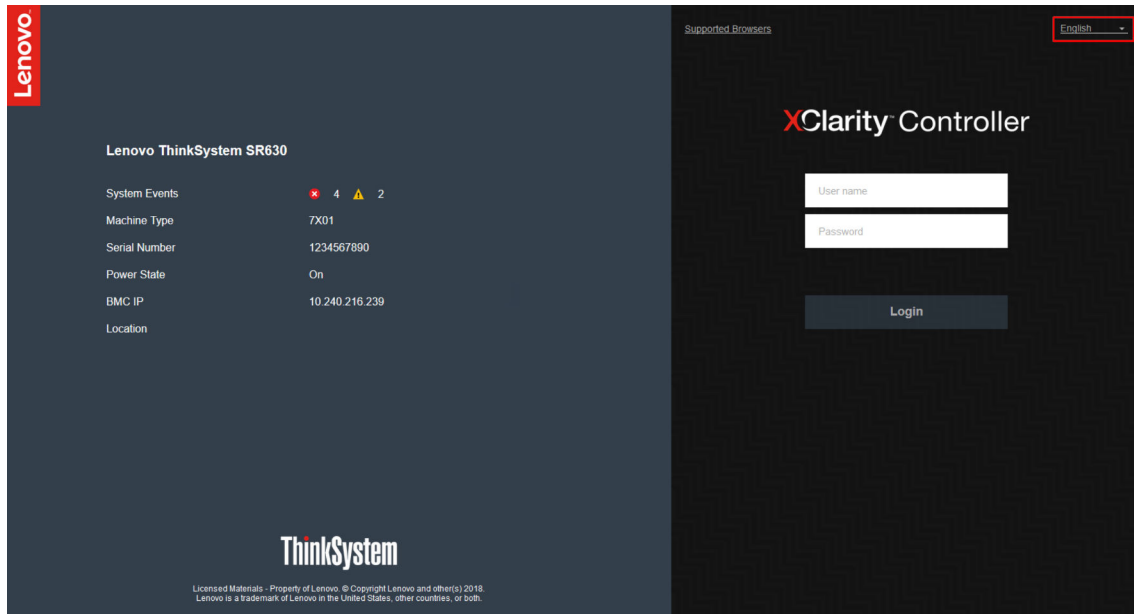 Lenovo
Supported Browsers
English
XClarity™ Controller
Lenovo ThinkSystem SR630
System Events 4 2
Machine Type 7X01
Serial Number 1234567890
Power State On
BMC IP 10.240.216.239
Location
User name
Password
Login
ThinkSystem
Licensed Materials - Property of Lenovo. © Copyright Lenovo and other(s) 2018.
Lenovo is a trademark of Lenovo in the United States, other countries, or both.